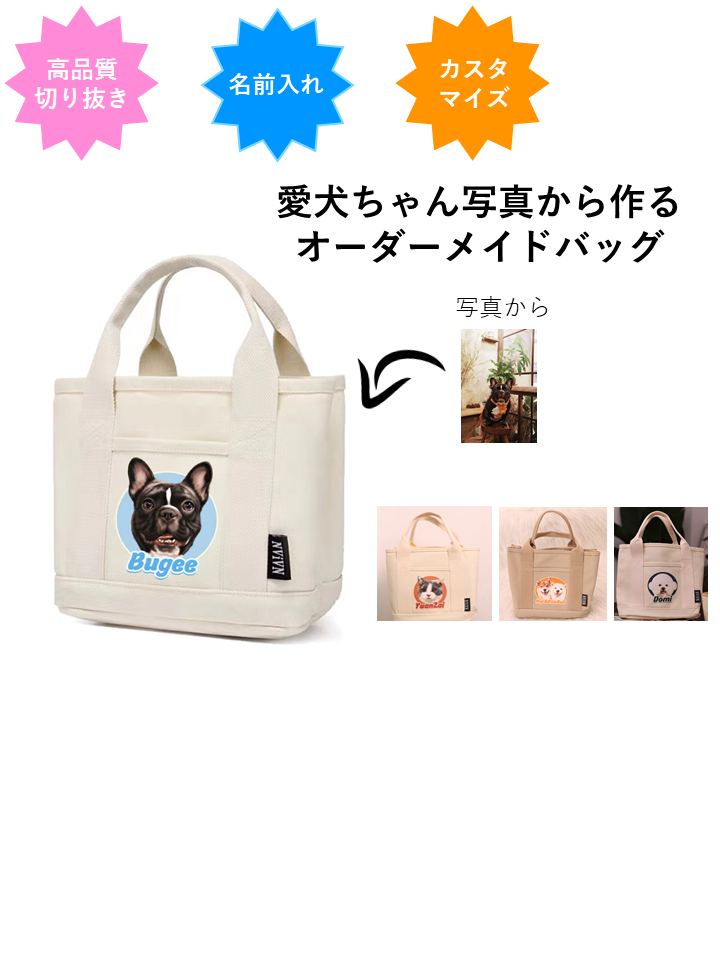 高品質
切り抜き
名前入れ
カスタ
マイズ
愛犬ちゃん写真から作る
オーダーメイドバッグ
写真から
Bugee
YuanZai
Domi